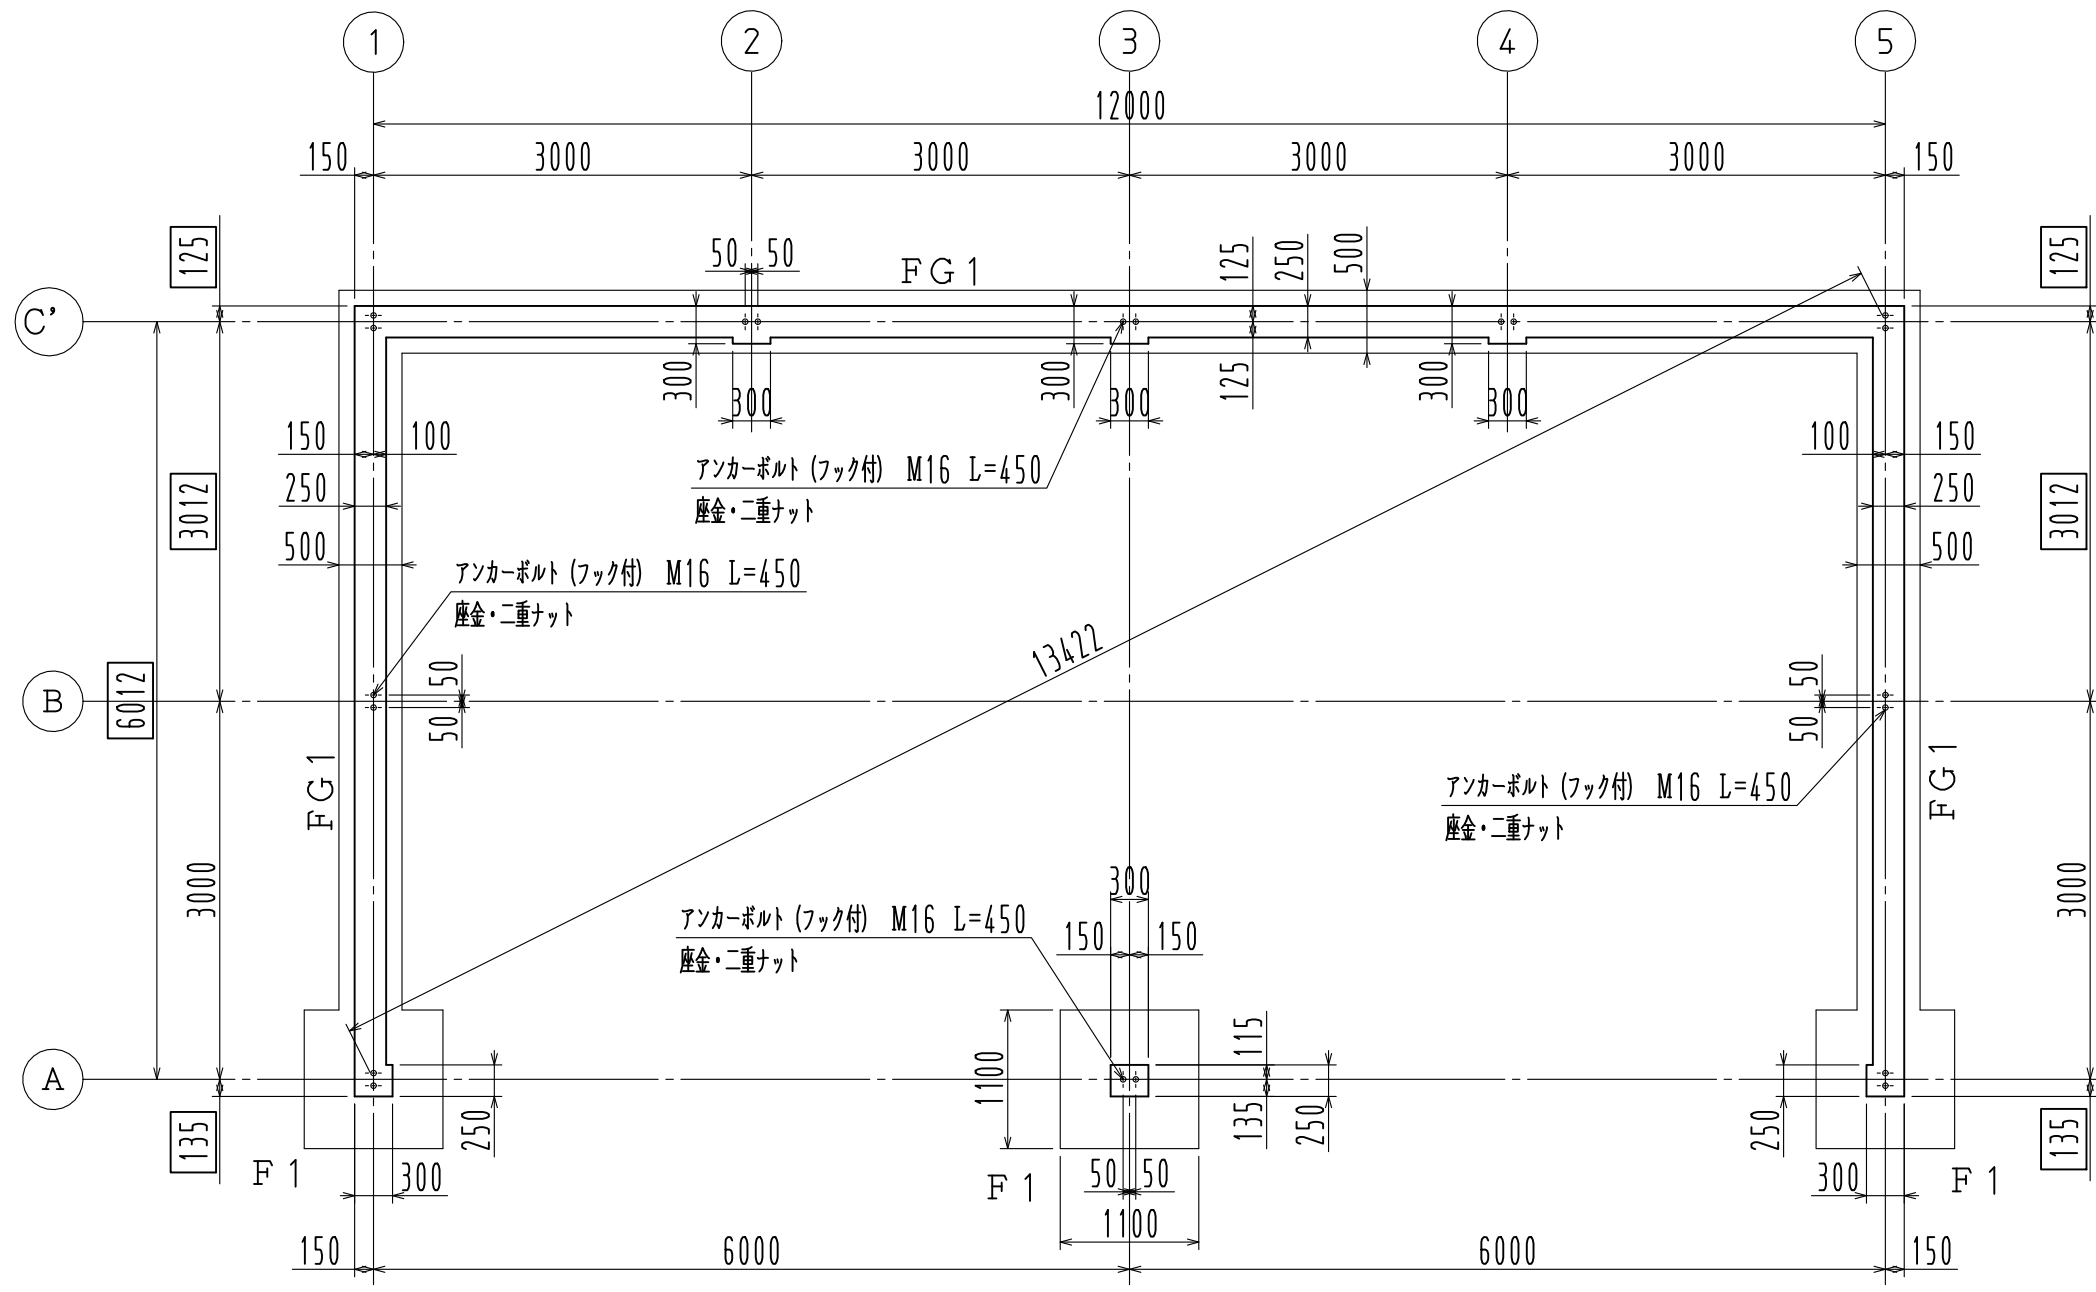 1 2 3 4 5
12000
150 3000 3000 3000 3000 150
125 125
50 50 FG1 125 250 500
C'
300 300 300 125 300 300 300
150 100 100 150
アンカーボルト(フック付) M16 L=450
座金・二重ナット
250 250
3012 3012
500 500
アンカーボルト(フック付) M16 L=450
座金・二重ナット
13422
6012
50 50
B
50 50
FG1 FG1
アンカーボルト(フック付) M16 L=450
座金・二重ナット
3000 3000
300
アンカーボルト(フック付) M16 L=450
座金・二重ナット
150 150
115
1100
A
250 135 250 250
135 135
F1 300 F1 50 50 300 F1
1100
150 6000 6000 150